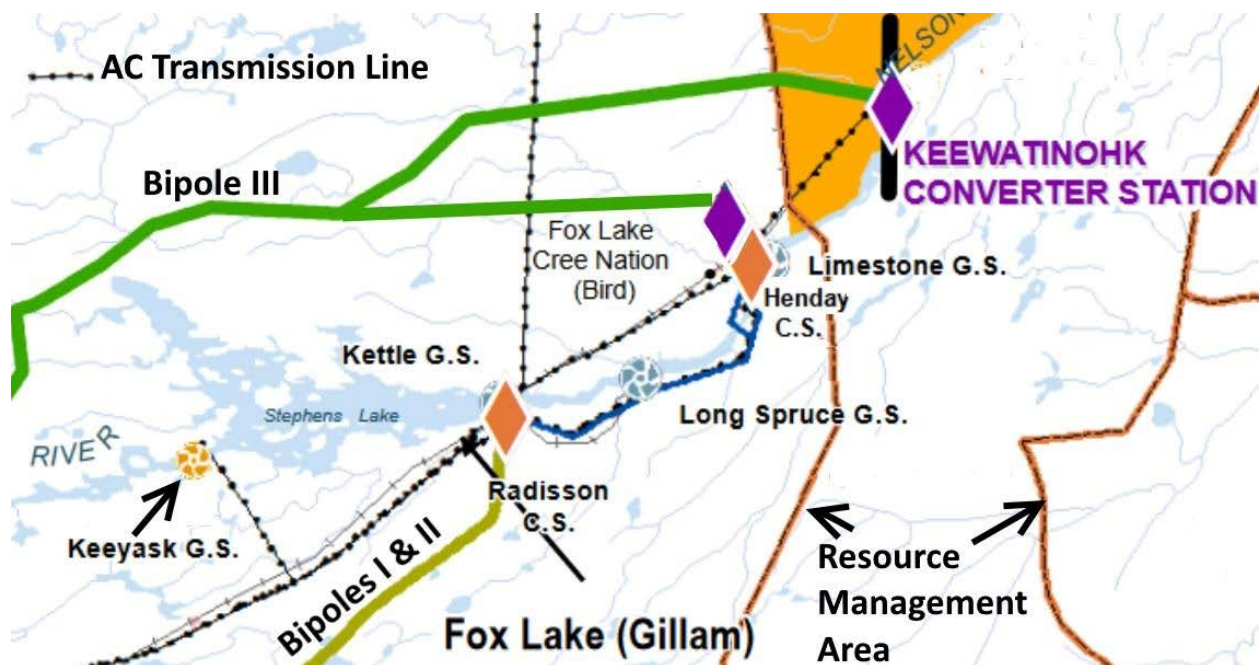 AC Transmission Line
NELSON
KEEWATINOHK
CONVERTER STATION
Bipole III
Fox Lake
Cree Nation
(Bird)
Limestone G.S.
Henday
C.S.
Kettle G.S.
Stephens Lake
Long Spruce G.S.
RIVER
Radisson
C.S.
Keeyask G.S.
Bipoles I & II
Fox Lake (Gillam)
Resource
Management
Area